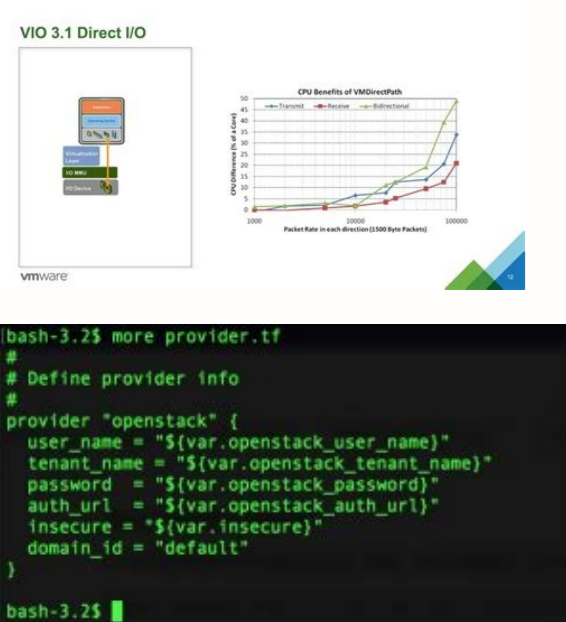 VIO 3.1 Direct I/O
Virtualization
Layer
I/O MMU
I/O Device
CPU Benefits of VMDirectPath
Transmit Receive Bidirectional
CPU Difference (% of a Core)
50
45
40
35
30
25
20
15
10
5
0
1000 10000 100000
Packet Rate in each direction (1500 Byte Packets)
vmware
12
bash-3.2$ more provider.tf
#
# Define provider info
#
provider "openstack" {
user_name = "${var.openstack_user_name}"
tenant_name = "${var.openstack_tenant_name}"
password = "${var.openstack_password}"
auth_url = "${var.openstack_auth_url}"
insecure = "${var.insecure}"
domain_id = "default"
}
bash-3.2$